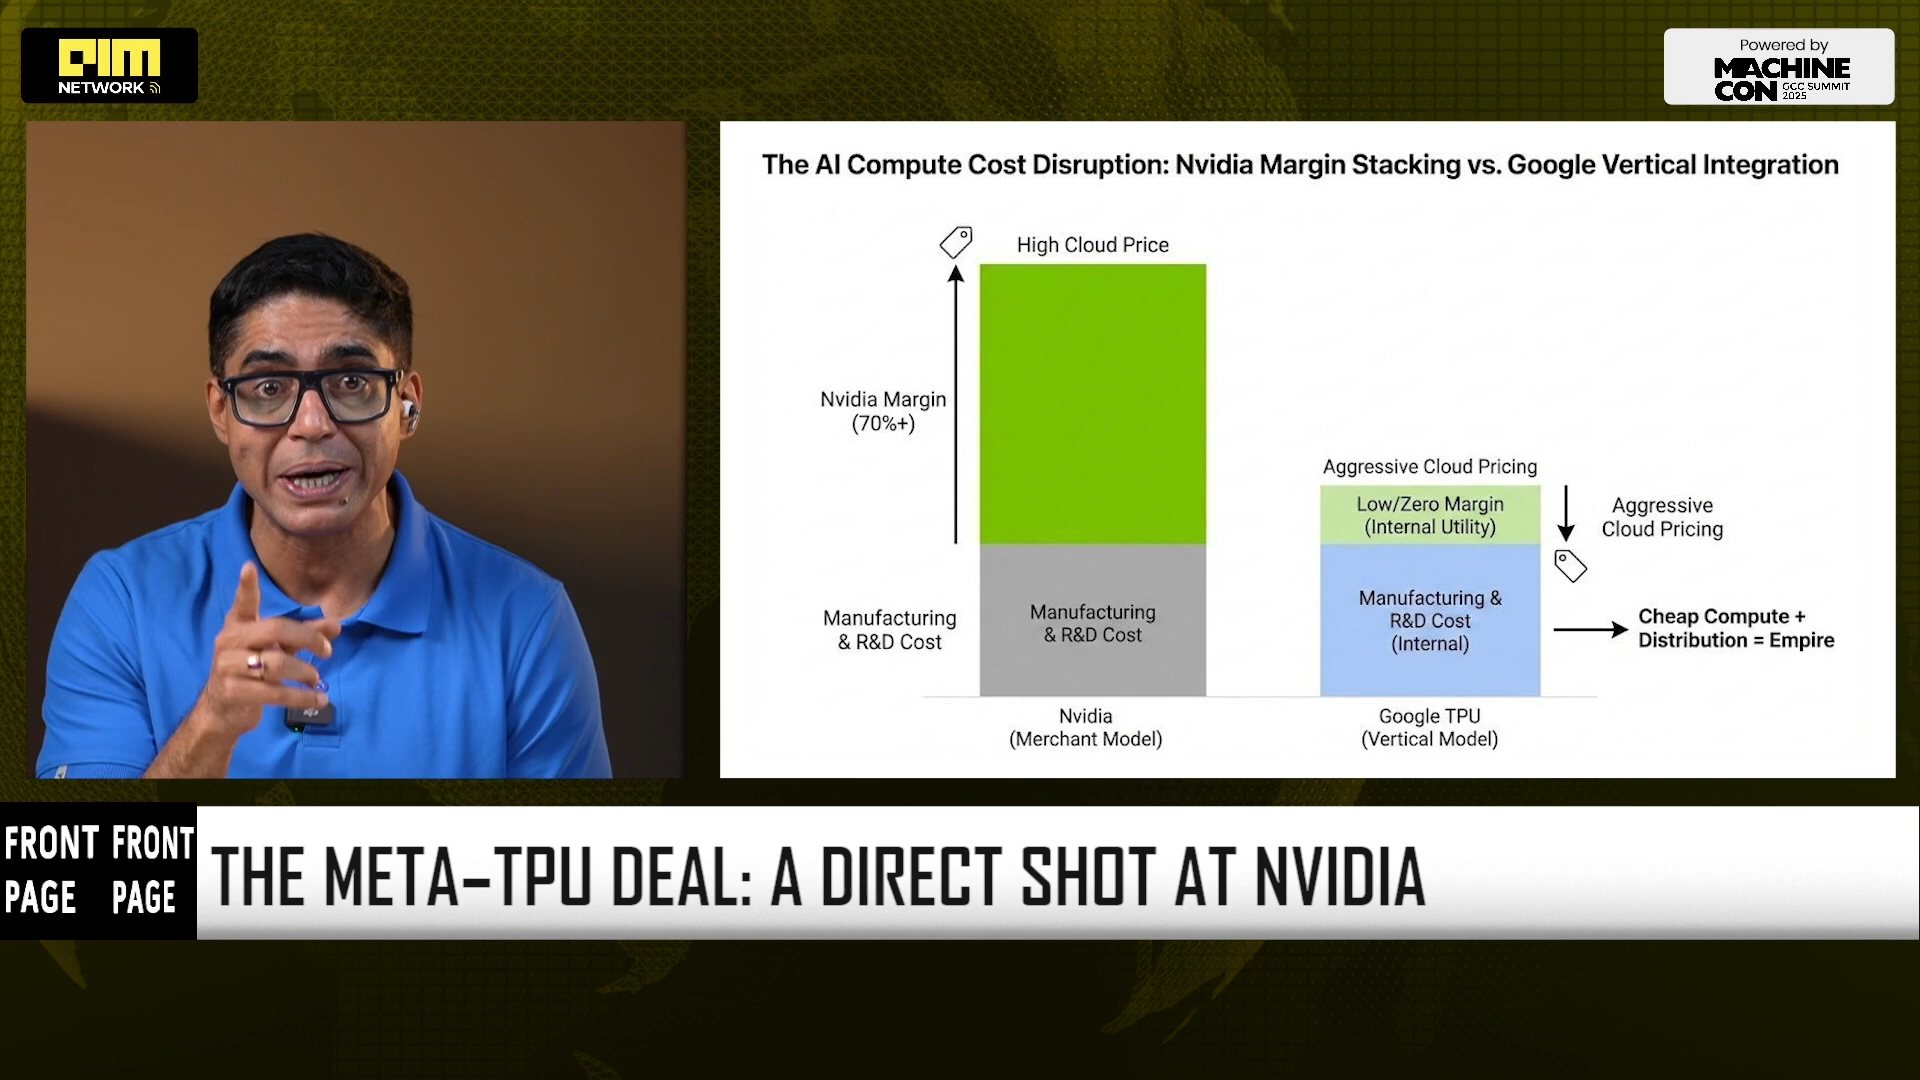 AIM
NETWORK
Powered by
MACHINE
CON GCC SUMMIT
2025
The AI Compute Cost Disruption: Nvidia Margin Stacking vs. Google Vertical Integration
High Cloud Price
Nvidia Margin
(70%+)
Manufacturing
& R&D Cost
Manufacturing
& R&D Cost
Nvidia
(Merchant Model)
Aggressive Cloud Pricing
Low/Zero Margin
(Internal Utility)
Aggressive
Cloud Pricing
Manufacturing &
R&D Cost
(Internal)
Cheap Compute +
Distribution = Empire
Google TPU
(Vertical Model)
FRONT FRONT
PAGE PAGE
THE META-TPU DEAL: A DIRECT SHOT AT NVIDIA